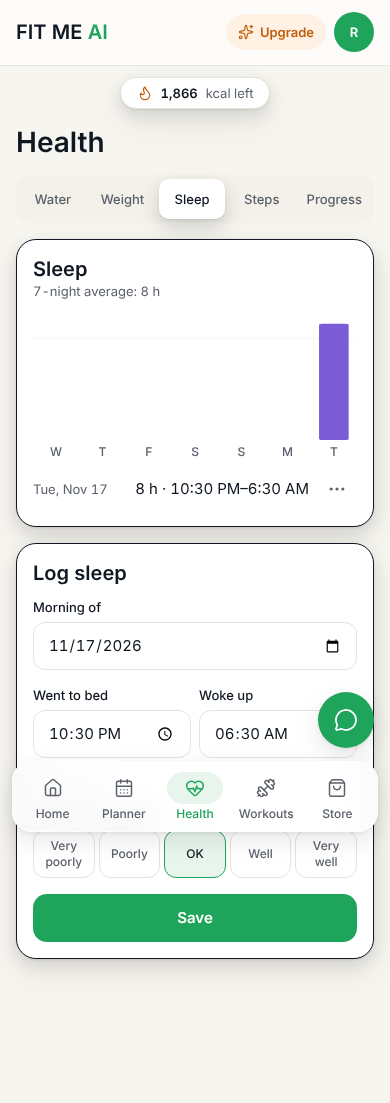 FIT ME AI
Upgrade
R
1,866 kcal left
Health
Water Weight Sleep Steps Progress
Sleep
7-night average: 8 h
W T F S S M T
Tue, Nov 17 8 h · 10:30 PM–6:30 AM
Log sleep
Morning of
11/17/2026
Went to bed Woke up
10:30 PM 06:30 AM
Home Planner Health Workouts Store
Very poorly
Poorly
OK
Well
Very well
Save